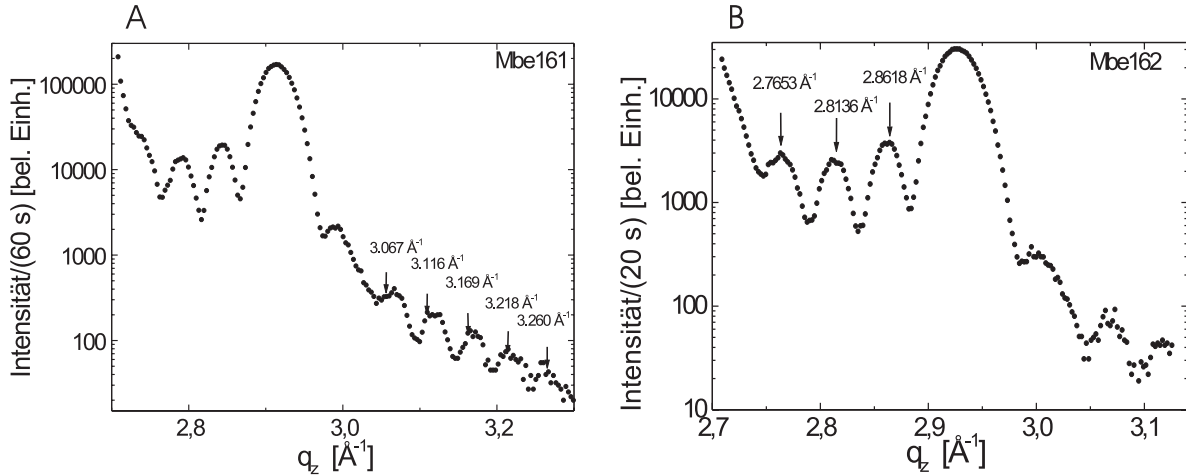 A
Mbe161
Intensität/(60 s) [bel. Einh.]
100000
10000
1000
100
3.067 Å⁻¹
3.116 Å⁻¹
3.169 Å⁻¹
3.218 Å⁻¹
3.260 Å⁻¹
2,8
3,0
3,2
q_z [Å⁻¹]
B
Mbe162
Intensität/(20 s) [bel. Einh.]
10000
1000
100
10
2.7653 Å⁻¹
2.8136 Å⁻¹
2.8618 Å⁻¹
2,7
2,8
2,9
3,0
3,1
q_z [Å⁻¹]